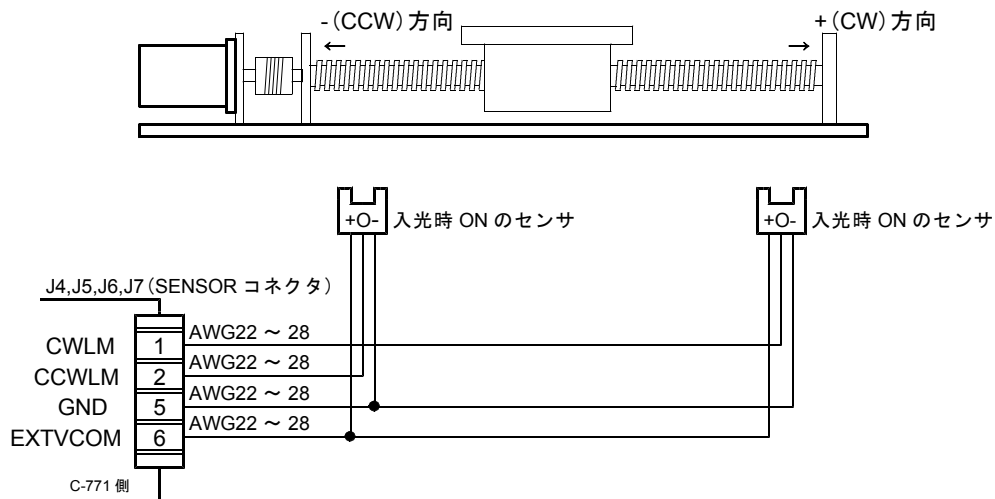 -(CCW)方向
+(CW)方向
←
→
+O- 入光時 ON のセンサ
+O- 入光時 ON のセンサ
J4,J5,J6,J7(SENSOR コネクタ)
CWLM 1 AWG22 ~ 28
CCWLM 2 AWG22 ~ 28
GND 5 AWG22 ~ 28
EXTVCOM 6 AWG22 ~ 28
C-771 側